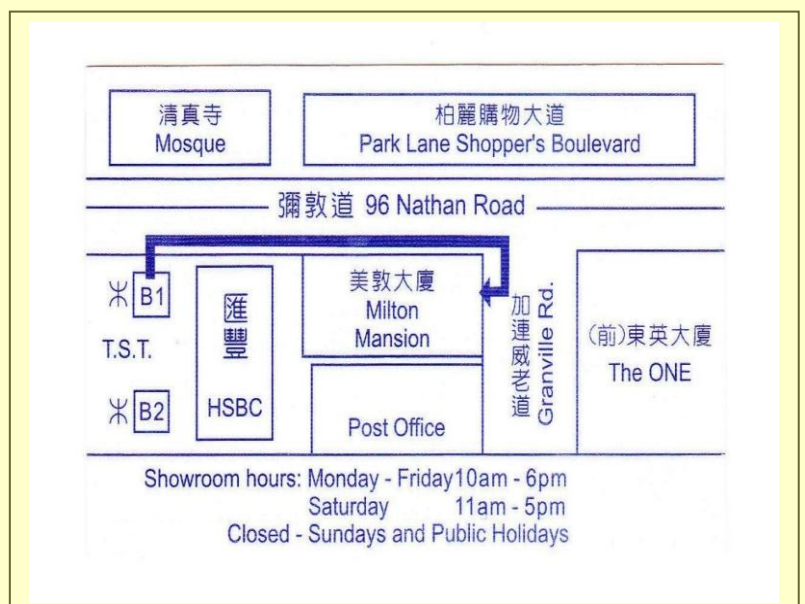 清真寺
Mosque
柏麗購物大道
Park Lane Shopper's Boulevard
彌敦道 96 Nathan Road
B1
T.S.T.
B2
匯
豐
HSBC
美敦大廈
Milton
Mansion
Post Office
加連威老道
Granville Rd.
(前)東英大廈
The ONE
Showroom hours: Monday - Friday10am - 6pm
Saturday 11am - 5pm
Closed - Sundays and Public Holidays